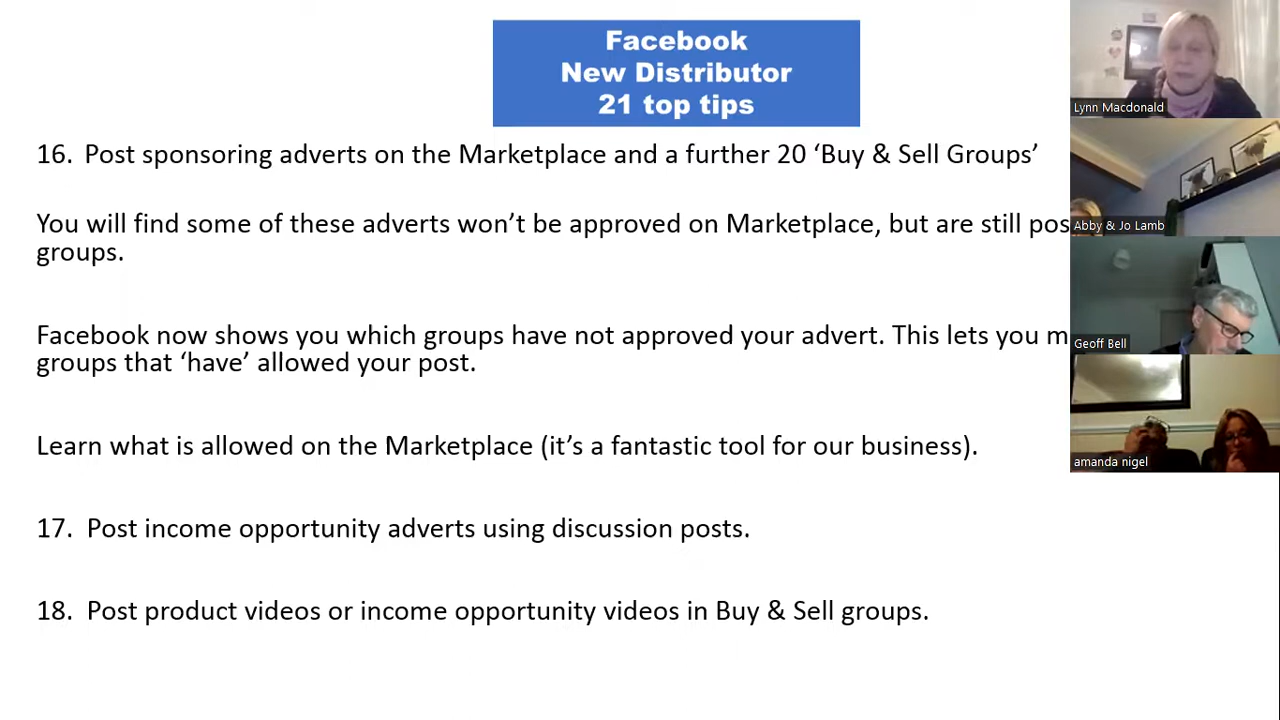 Facebook
New Distributor
21 top tips
16. Post sponsoring adverts on the Marketplace and a further 20 ‘Buy & Sell Groups’
You will find some of these adverts won’t be approved on Marketplace, but are still
groups.
Facebook now shows you which groups have not approved your advert. This lets you
groups that ‘have’ allowed your post.
Learn what is allowed on the Marketplace (it’s a fantastic tool for our business).
17. Post income opportunity adverts using discussion posts.
18. Post product videos or income opportunity videos in Buy & Sell groups.
Lynn Macdonald
Abby & Jo Lamb
Geoff Bell
amanda nigel